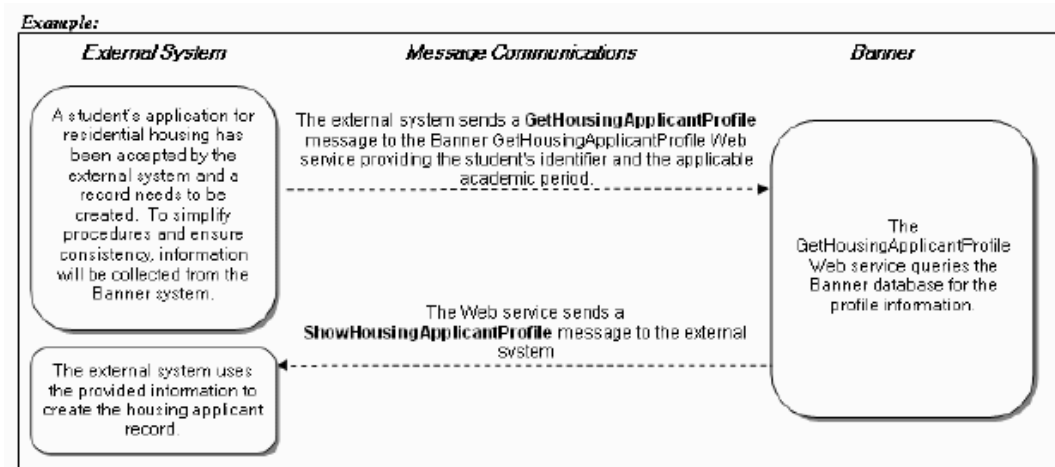 Example:
External System
Message Communications
Banner
A student's application for
residential housing has
been accepted by the
external system and a
record needs to be
created. To simplify
procedures and ensure
consistency, information
will be collected from the
Banner system.
The external system sends a GetHousingApplicantProfile
message to the Banner GetHousingApplicantProfile Web
service providing the student's identifier and the applicable
academic period.
The
GetHousingApplicantProfile
Web service queries the
Banner database for the
profile information.
The Web service sends a
ShowHousingApplicantProfile message to the external
system
The external system uses
the provided information to
create the housing applicant
record.